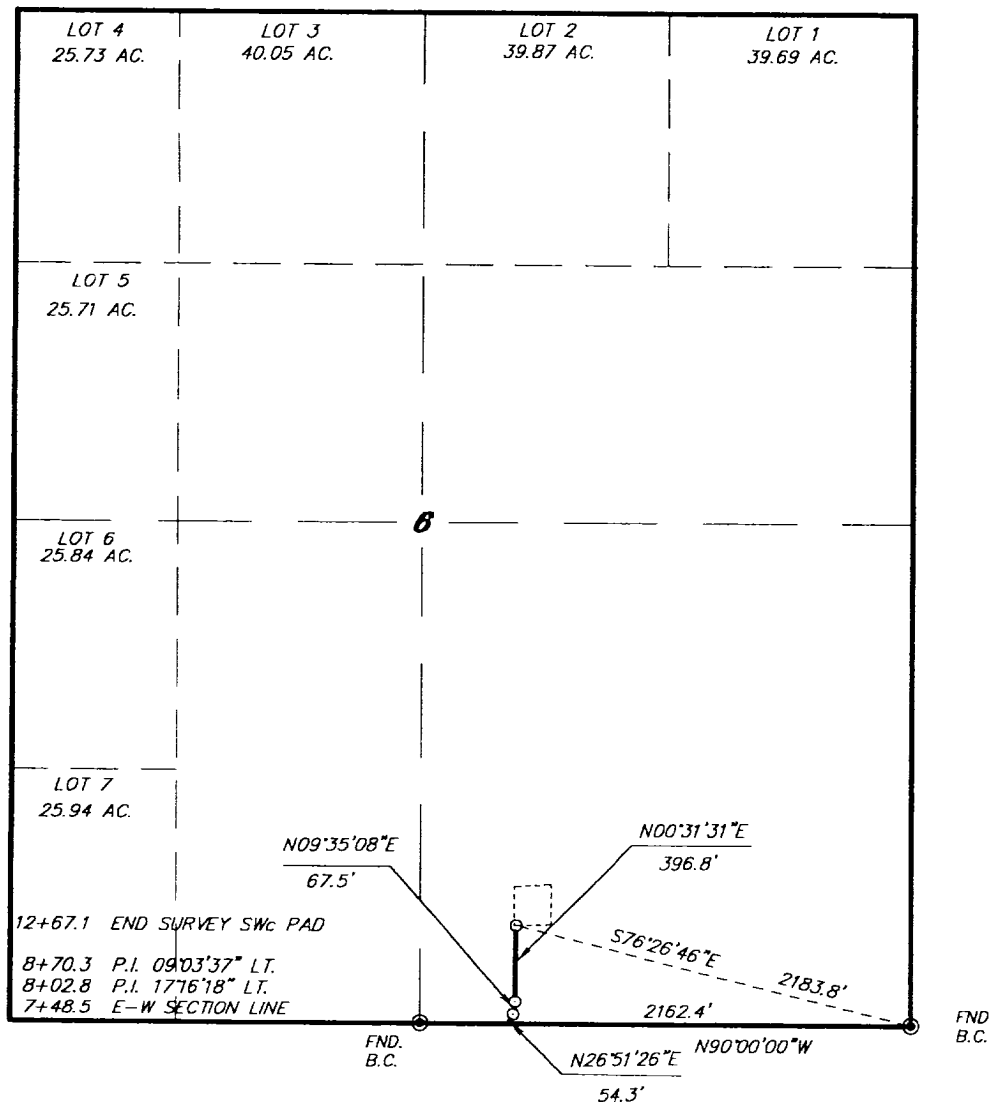 LOT 4
25.73 AC.
LOT 3
40.05 AC.
LOT 2
39.87 AC.
LOT 1
39.69 AC.
LOT 5
25.71 AC.
6
LOT 6
25.84 AC.
LOT 7
25.94 AC.
N09°35'08"E
67.5'
N00°31'31"E
396.8'
12+67.1 END SURVEY SWc PAD
8+70.3 P.I. 09°03'37" LT.
8+02.8 P.I. 17°16'18" LT.
7+48.5 E-W SECTION LINE
S76°26'46"E
2183.8'
2162.4'
N90°00'00"W
FND.
B.C.
FND
B.C.
N26°51'26"E
54.3'